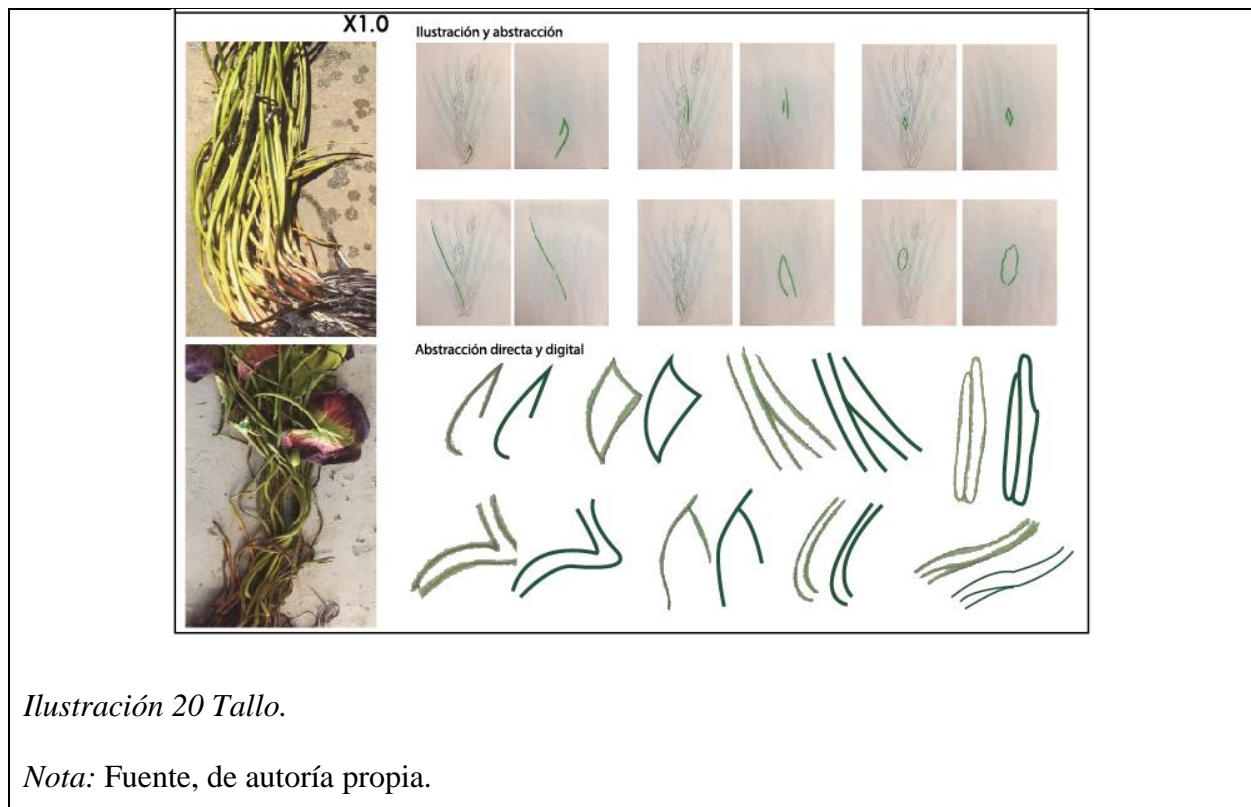 X1.0
Ilustración y abstracción
Abstracción directa y digital
Ilustración 20 Tallo.
Nota: Fuente, de autoría propia.